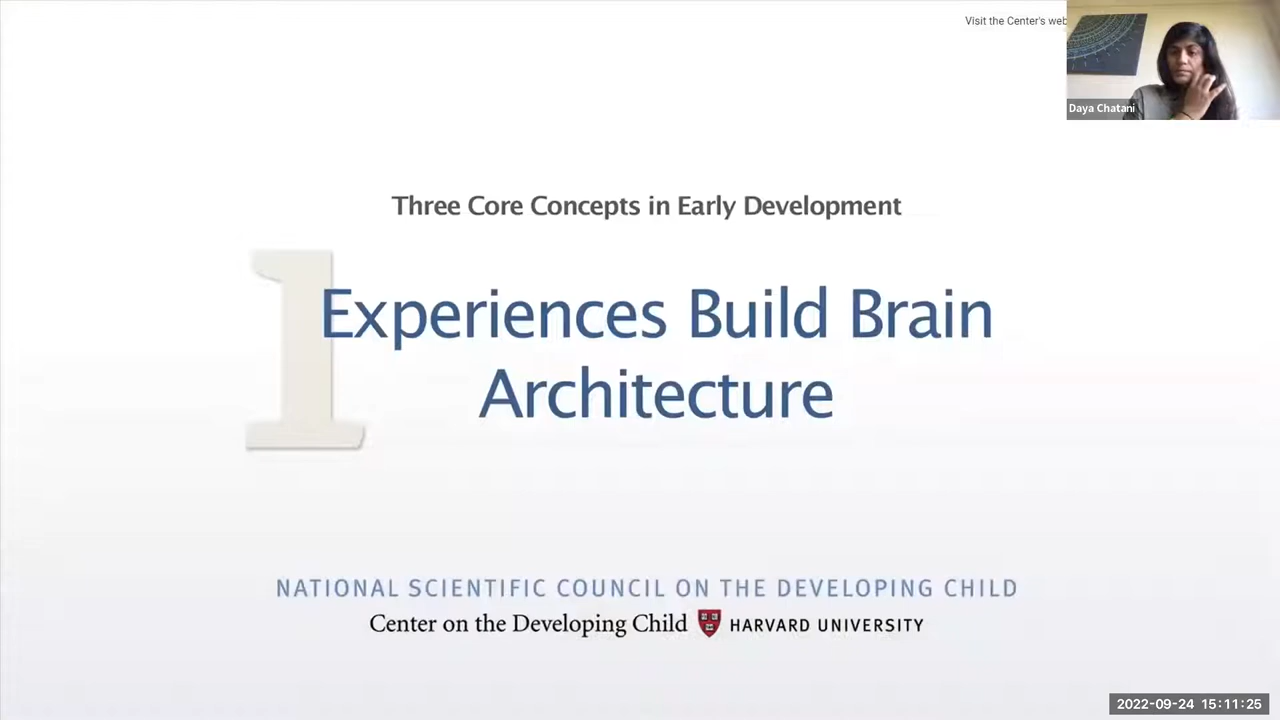 Visit the Center's web
Daya Chatani
Three Core Concepts in Early Development
1
Experiences Build Brain
Architecture
NATIONAL SCIENTIFIC COUNCIL ON THE DEVELOPING CHILD
Center on the Developing Child HARVARD UNIVERSITY
2022-09-24 15:11:25